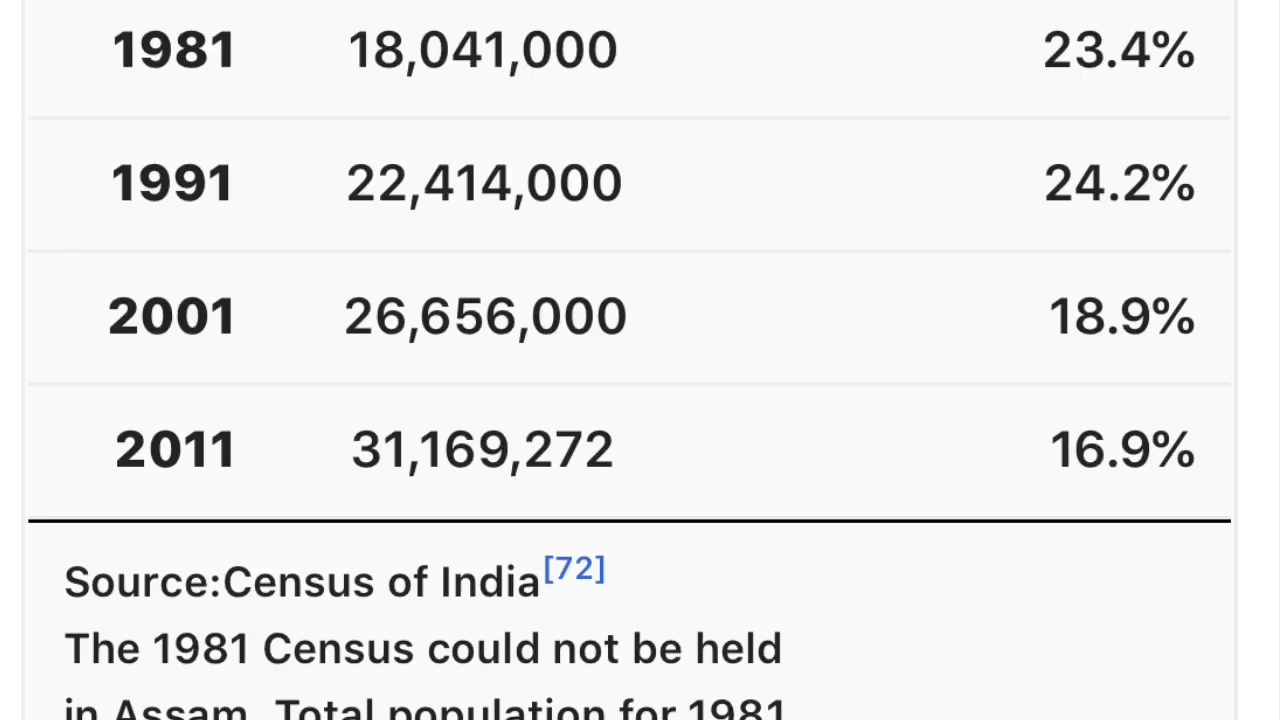 1981 18,041,000 23.4%
1991 22,414,000 24.2%
2001 26,656,000 18.9%
2011 31,169,272 16.9%
Source:Census of India[72]
The 1981 Census could not be held
in Assam. Total population for 1981